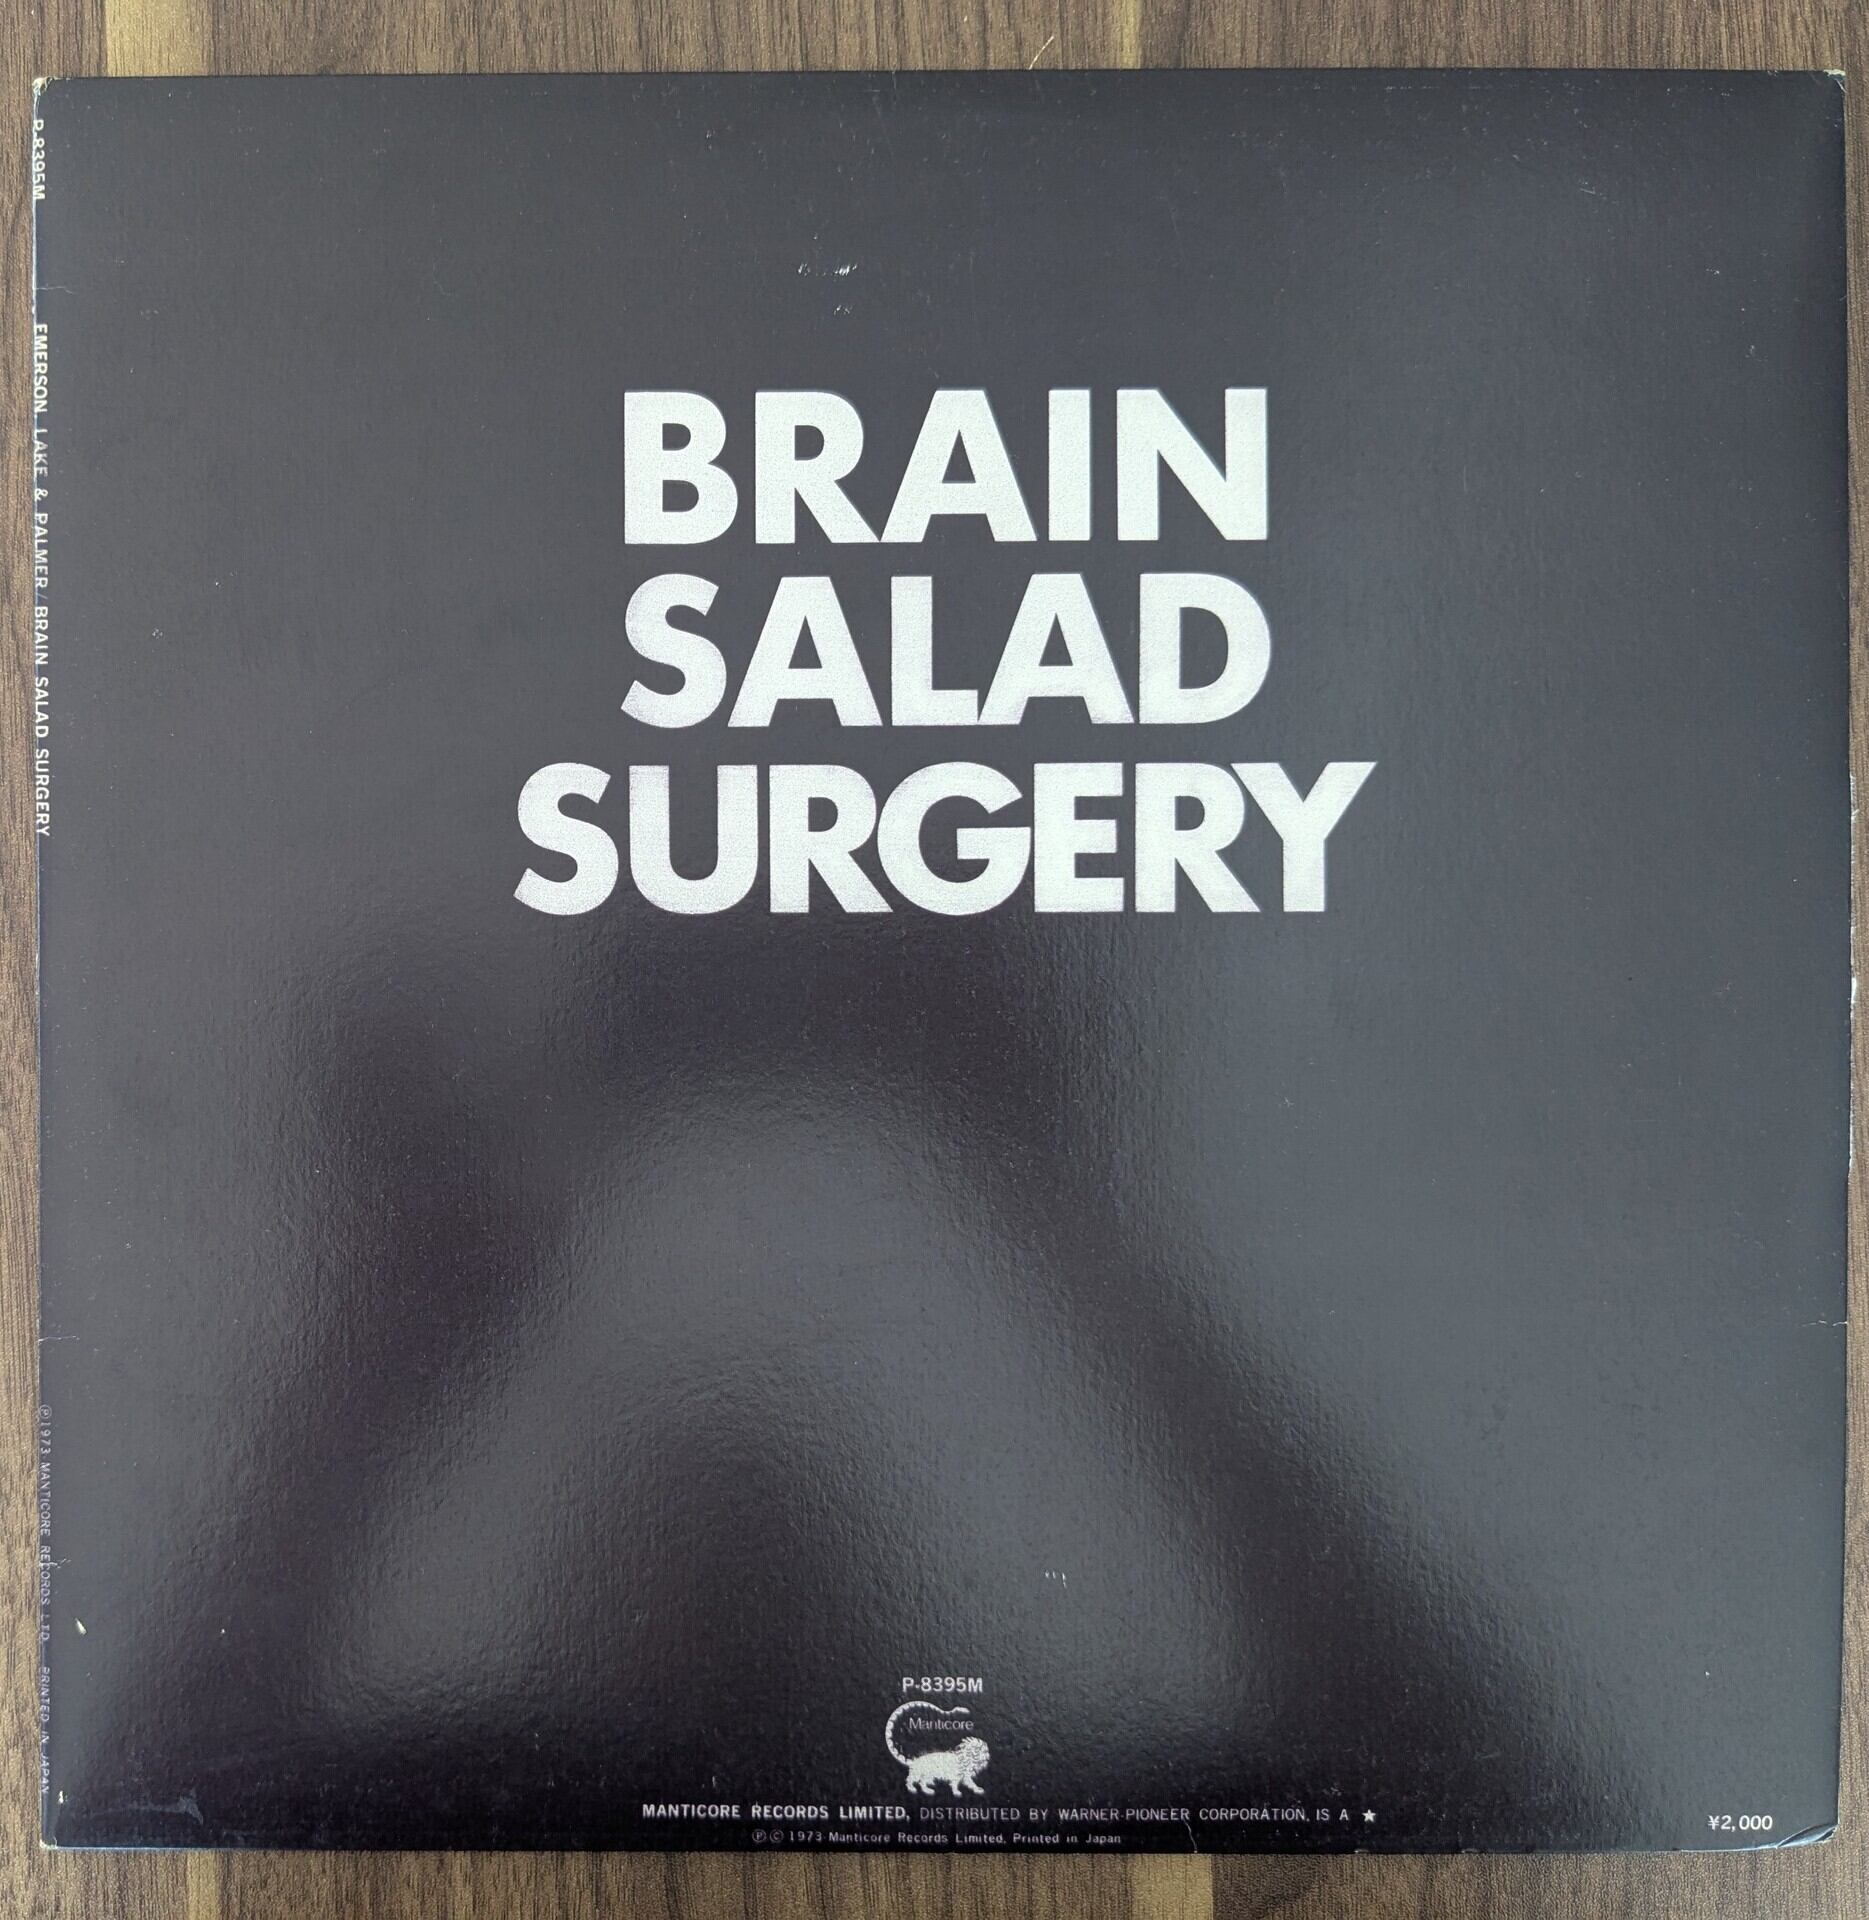 P-8395M
EMERSON, LAKE & PALMER / BRAIN SALAD SURGERY
℗1973 MANTICORE RECORDS LTD. PRINTED IN JAPAN
BRAIN
SALAD
SURGERY
P-8395M
Manticore
MANTICORE RECORDS LIMITED, DISTRIBUTED BY WARNER-PIONEER CORPORATION, IS A ★
℗ © 1973 Manticore Records Limited. Printed in Japan
¥2,000